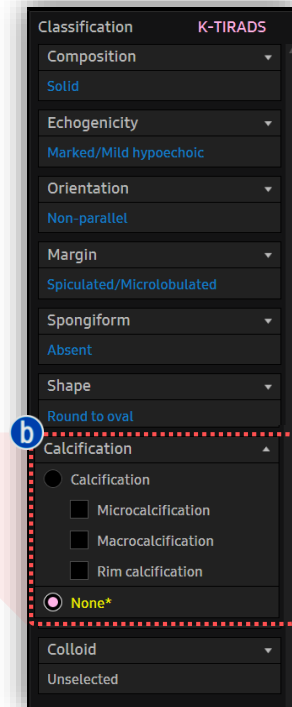 Classification K-TIRADS
Composition
Solid
Echogenicity
Marked/Mild hypoechoic
Orientation
Non-parallel
Margin
Spiculated/Microlobulated
Spongiform
Absent
Shape
Round to oval
b
Calcification
Calcification
Microcalcification
Macrocalcification
Rim calcification
None*
Colloid
Unselected